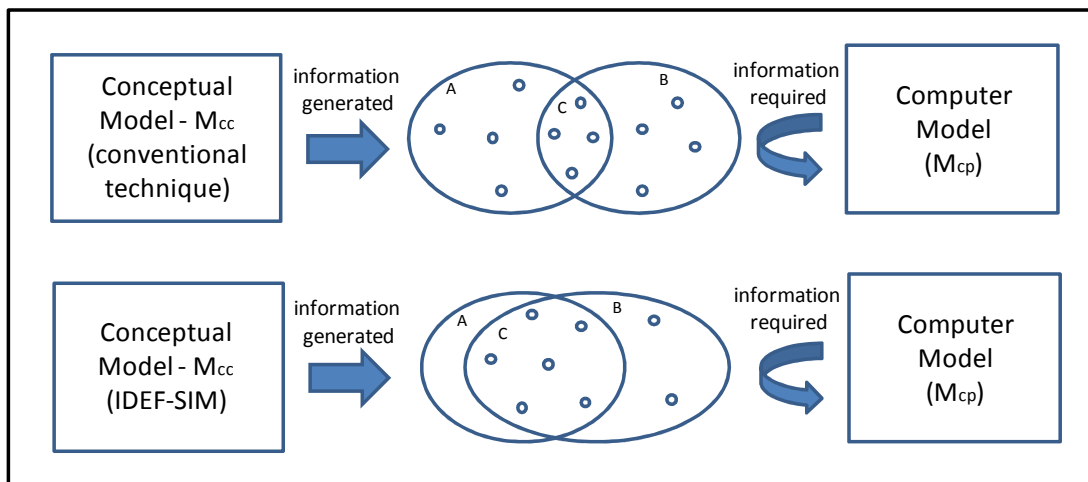 Conceptual
Model - Mcc
(conventional
technique)
information
generated
A
C
B
information
required
Computer
Model
(Mcp)
Conceptual
Model - Mcc
(IDEF-SIM)
information
generated
A
C
B
information
required
Computer
Model
(Mcp)